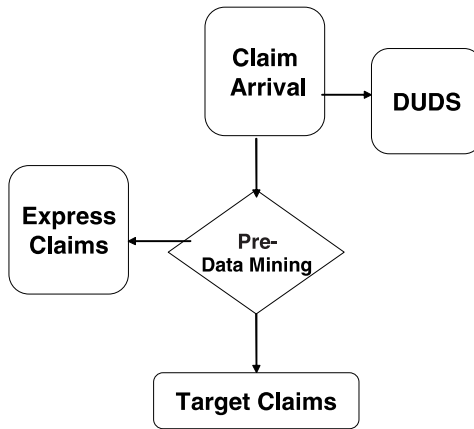 Claim
Arrival
DUDS
Express
Claims
Pre-
Data Mining
Target Claims